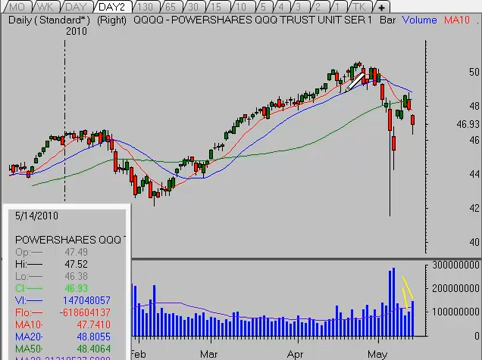 MO WK DAY DAY2 130 65 30 15 10 5 4 3 2 1 TK +
Daily (Standard*) (Right) QQQQ - POWERSHARES QQQ TRUST UNIT SER 1 Bar Volume MA10 .
2010
50
48
46.93
46
44
42
40
5/14/2010
POWERSHARES QQQ T
Op: 47.49
Hi: 47.52
Lo: 46.38
Cl: 46.93
Vl: 147048057
Flo: -618604137
MA10 47.7410
MA20 48.8055
MA50 48.4064
300000000
200000000
100000000
Feb Mar Apr May